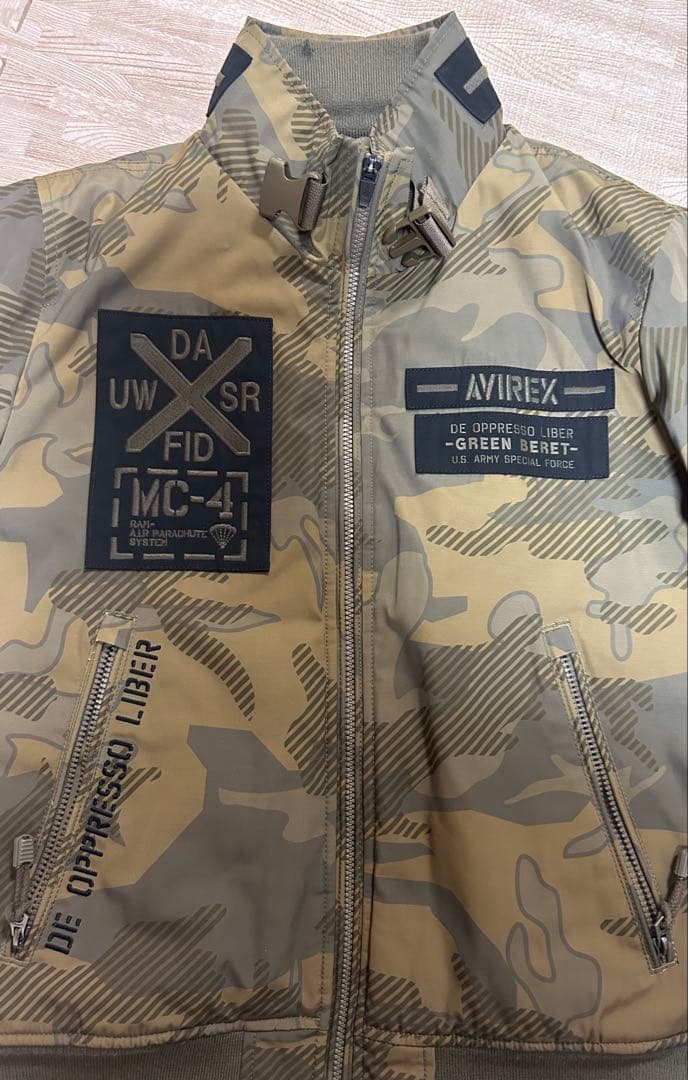 DA
UW SR
FID
MC-4
RAM-
AIR PARACHUTE
SYSTEM
AVIREX
DE OPPRESSO LIBER
-GREEN BERET-
U.S. ARMY SPECIAL FORCE
DE OPPRESSO LIBER